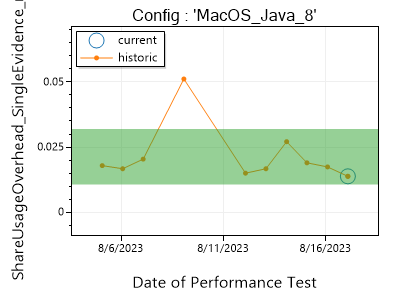 Config : 'MacOS_Java_8'
current
historic
0.05
0.025
0
8/6/2023
8/11/2023
8/16/2023
Date of Performance Test
ShareUsageOverhead_SingleEvidence_